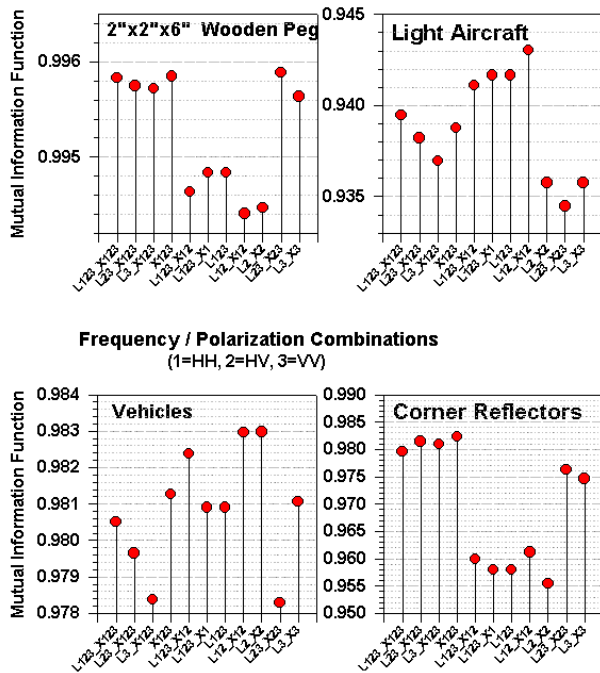 2"x2"x6" Wooden Peg
Mutual Information Function
0.996
0.995
L123_X123
L23_X123
L3_X123
X123
L123_X12
L123_X1
L123
L12_X12
L2_X2
L23_X23
L3_X3
Light Aircraft
0.945
0.940
0.935
L123_X123
L23_X123
L3_X123
X123
L123_X12
L123_X1
L123
L12_X12
L2_X2
L23_X23
L3_X3
Frequency / Polarization Combinations
(1=HH, 2=HV, 3=VV)
Vehicles
Mutual Information Function
0.984
0.983
0.982
0.981
0.980
0.979
0.978
L123_X123
L23_X123
L3_X123
X123
L123_X12
L123_X1
L123
L12_X12
L2_X2
L23_X23
L3_X3
Corner Reflectors
0.990
0.985
0.980
0.975
0.970
0.965
0.960
0.955
0.950
L123_X123
L23_X123
L3_X123
X123
L123_X12
L123_X1
L123
L12_X12
L2_X2
L23_X23
L3_X3